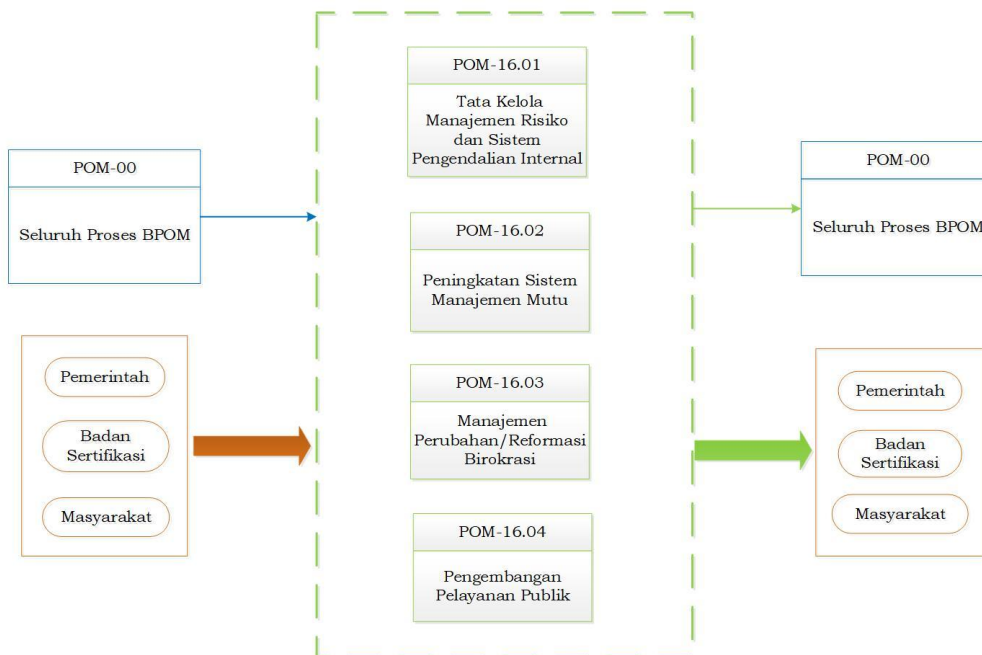 POM-00
Seluruh Proses BPOM
Pemerintah
Badan
Sertifikasi
Masyarakat
POM-16.01
Tata Kelola
Manajemen Risiko
dan Sistem
Pengendalian Internal
POM-16.02
Peningkatan Sistem
Manajemen Mutu
POM-16.03
Manajemen
Perubahan/Reformasi
Birokrasi
POM-16.04
Pengembangan
Pelayanan Publik
POM-00
Seluruh Proses BPOM
Pemerintah
Badan
Sertifikasi
Masyarakat